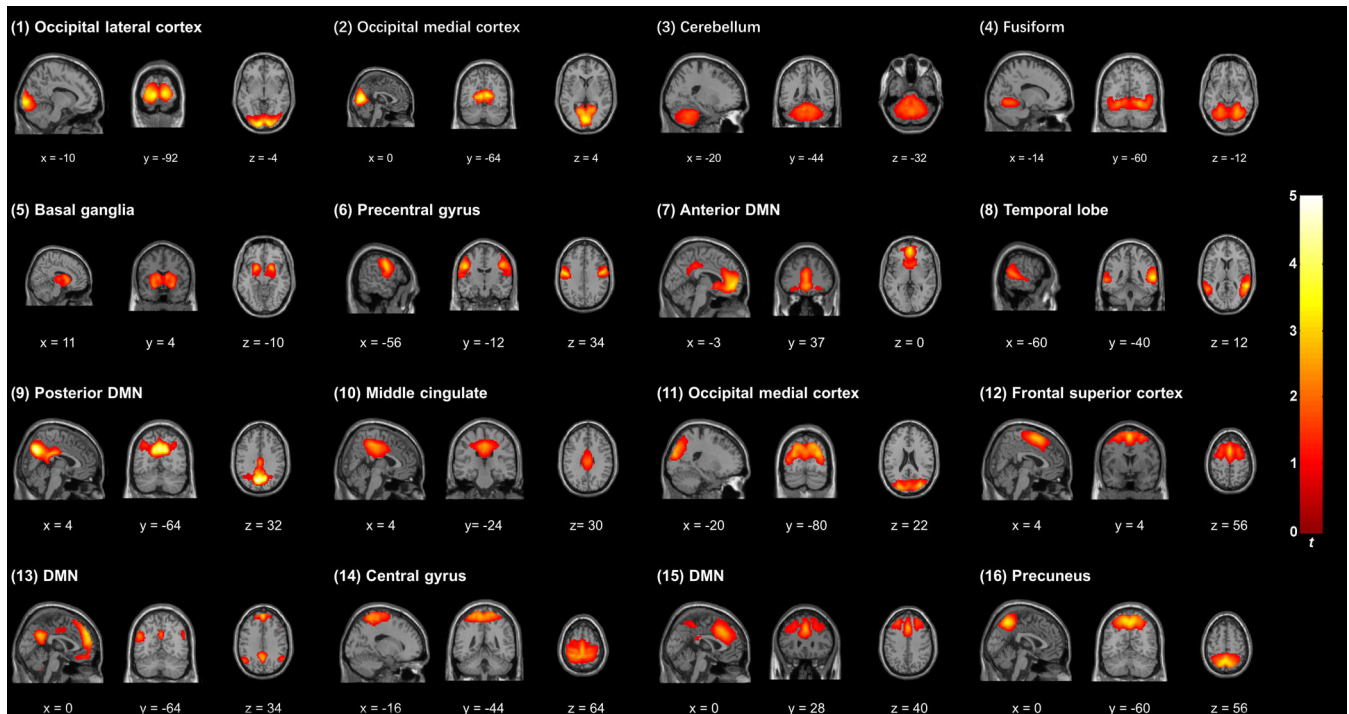 (1) Occipital lateral cortex
(2) Occipital medial cortex
(3) Cerebellum
(4) Fusiform
x = -10 y = -92 z = -4
x = 0 y = -64 z = 4
x = -20 y = -44 z = -32
x = -14 y = -60 z = -12
(5) Basal ganglia
(6) Precentral gyrus
(7) Anterior DMN
(8) Temporal lobe
x = 11 y = 4 z = -10
x = -56 y = -12 z = 34
x = -3 y = 37 z = 0
x = -60 y = -40 z = 12
(9) Posterior DMN
(10) Middle cingulate
(11) Occipital medial cortex
(12) Frontal superior cortex
x = 4 y = -64 z = 32
x = 4 y= -24 z= 30
x = -20 y = -80 z = 22
x = 4 y = 4 z = 56
(13) DMN
(14) Central gyrus
(15) DMN
(16) Precuneus
x = 0 y = -64 z = 34
x = -16 y = -44 z = 64
x = 0 y = 28 z = 40
x = 0 y = -60 z = 56
5
4
3
2
1
0
t